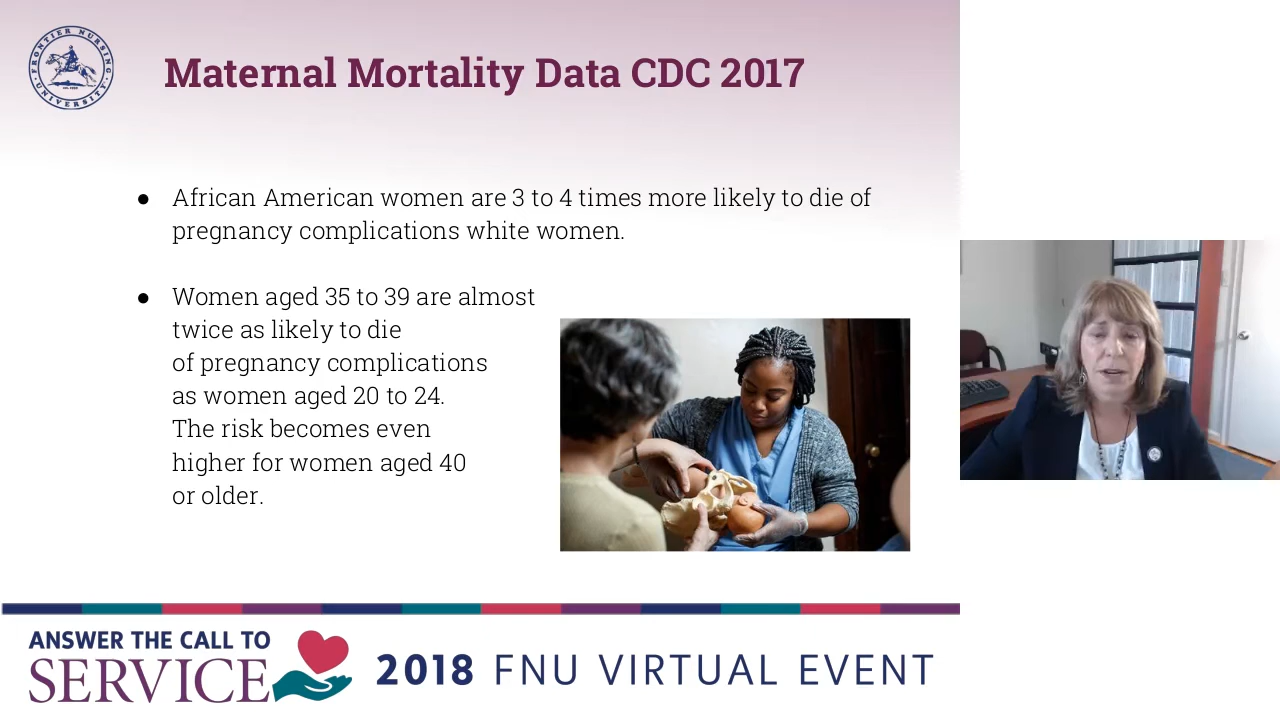 FRONTIER NURSING
UNIVERSITY
Maternal Mortality Data CDC 2017
● African American women are 3 to 4 times more likely to die of
pregnancy complications white women.
● Women aged 35 to 39 are almost
twice as likely to die
of pregnancy complications
as women aged 20 to 24.
The risk becomes even
higher for women aged 40
or older.
ANSWER THE CALL TO
SERVICE
2018 FNU VIRTUAL EVENT